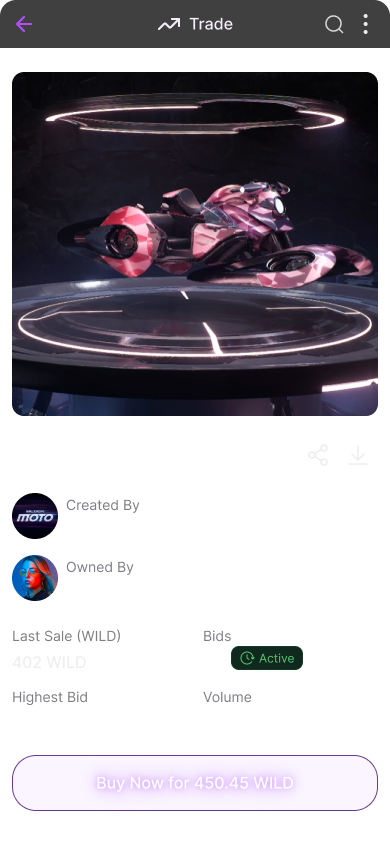 Trade
MOTO
Created By
Owned By
Last Sale (WILD)
402 WILD
Bids
Active
Highest Bid
Volume
Buy Now for 450.45 WILD